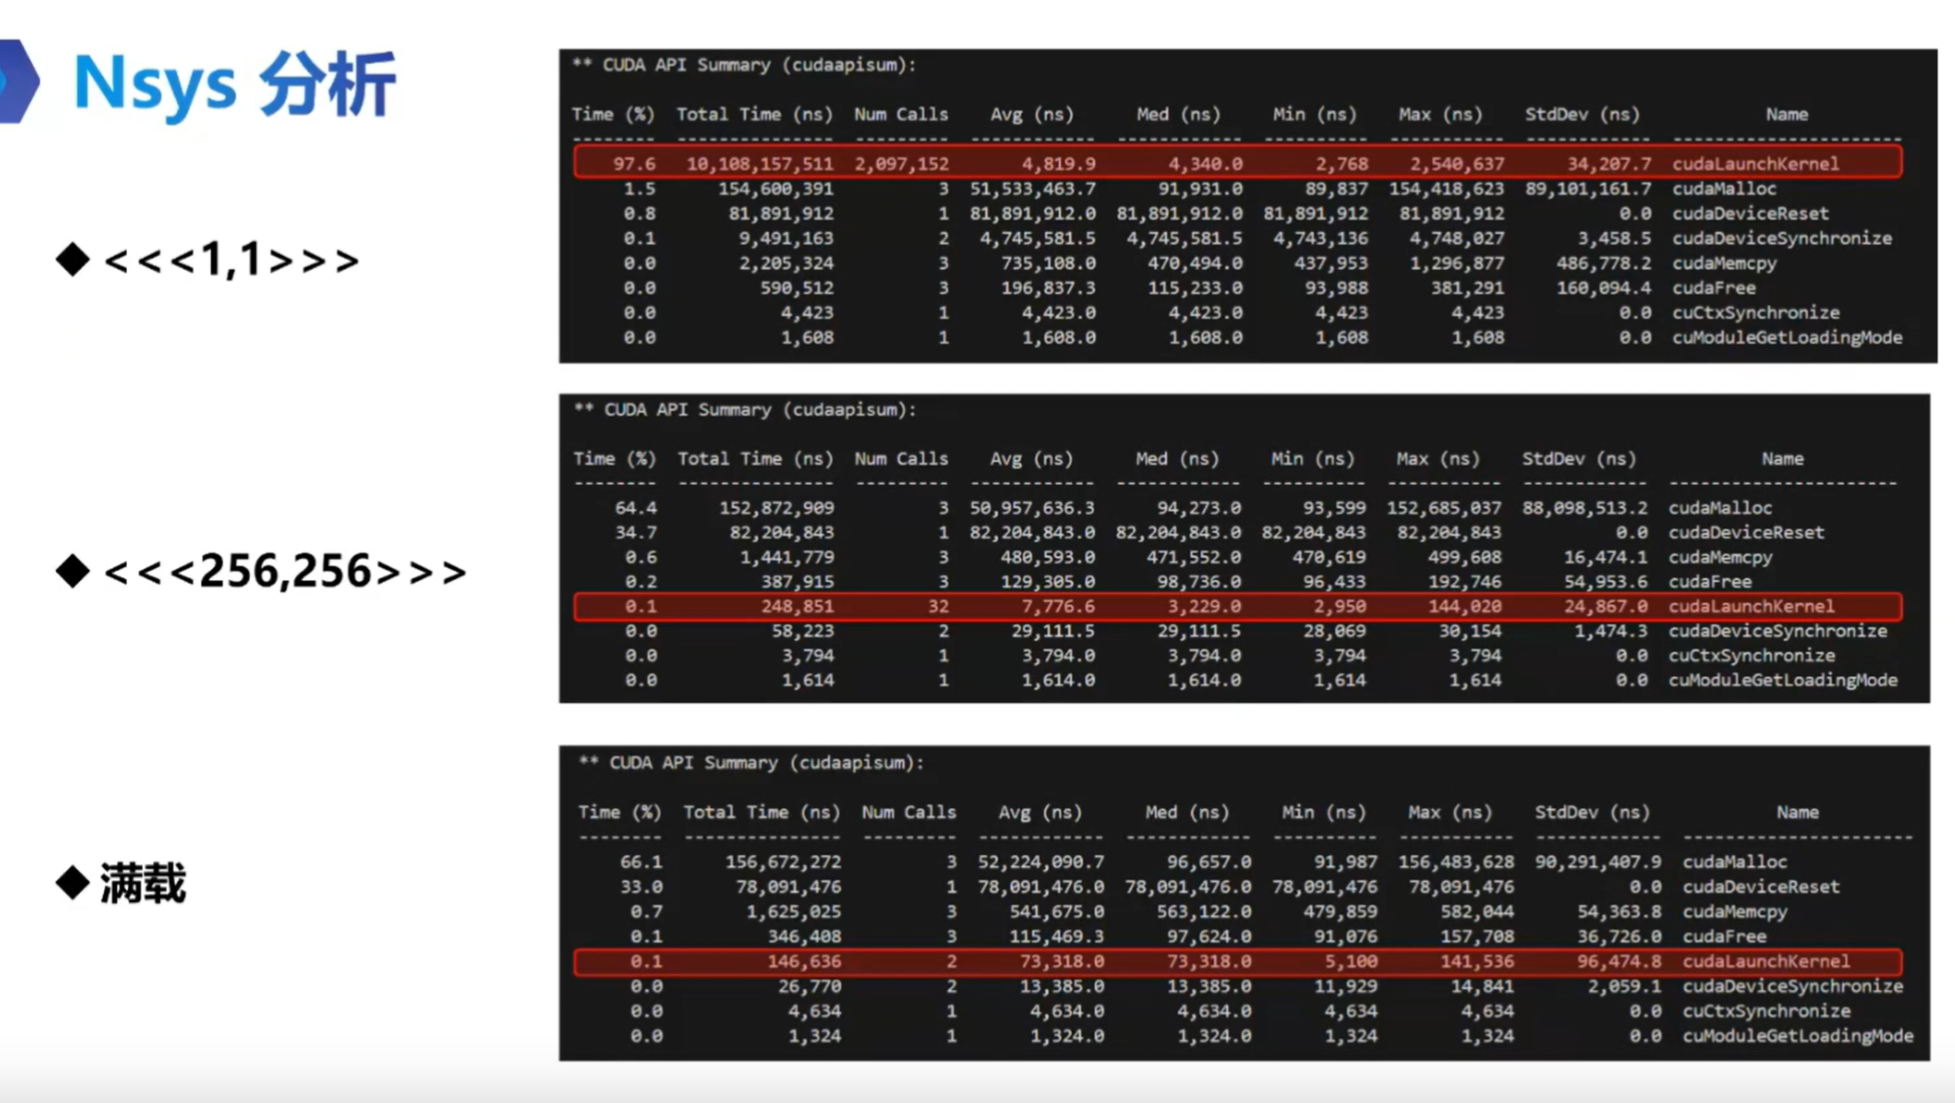 Nsys 分析
** CUDA API Summary (cudaapisum):
Time (%) Total Time (ns) Num Calls Avg (ns) Med (ns) Min (ns) Max (ns) StdDev (ns) Name
-------- --------------- --------- ------------ ------------ ---------- ----------- ------------ ----------------------
97.6 10,108,157,511 2,097,152 4,819.9 4,340.0 2,768 2,540,637 34,207.7 cudaLaunchKernel
1.5 154,600,391 3 51,533,463.7 91,931.0 89,837 154,418,623 89,101,161.7 cudaMalloc
0.8 81,891,912 1 81,891,912.0 81,891,912.0 81,891,912 81,891,912 0.0 cudaDeviceReset
0.1 9,491,163 2 4,745,581.5 4,745,581.5 4,743,136 4,748,027 3,458.5 cudaDeviceSynchronize
0.0 2,205,324 3 735,108.0 470,494.0 437,953 1,296,877 486,778.2 cudaMemcpy
0.0 590,512 3 196,837.3 115,233.0 93,988 381,291 160,094.4 cudaFree
0.0 4,423 1 4,423.0 4,423.0 4,423 4,423 0.0 cuCtxSynchronize
0.0 1,608 1 1,608.0 1,608.0 1,608 1,608 0.0 cuModuleGetLoadingMode
◆ <<<1,1>>>
** CUDA API Summary (cudaapisum):
Time (%) Total Time (ns) Num Calls Avg (ns) Med (ns) Min (ns) Max (ns) StdDev (ns) Name
-------- --------------- --------- ------------ ------------ ---------- ----------- ------------ ----------------------
64.4 152,872,909 3 50,957,636.3 94,273.0 93,599 152,685,037 88,098,513.2 cudaMalloc
34.7 82,204,843 1 82,204,843.0 82,204,843.0 82,204,843 82,204,843 0.0 cudaDeviceReset
0.6 1,441,779 3 480,593.0 471,552.0 470,619 499,608 16,474.1 cudaMemcpy
0.2 387,915 3 129,305.0 98,736.0 96,433 192,746 54,953.6 cudaFree
0.1 248,851 32 7,776.6 3,229.0 2,950 144,020 24,867.0 cudaLaunchKernel
0.0 58,223 2 29,111.5 29,111.5 28,069 30,154 1,474.3 cudaDeviceSynchronize
0.0 3,794 1 3,794.0 3,794.0 3,794 3,794 0.0 cuCtxSynchronize
0.0 1,614 1 1,614.0 1,614.0 1,614 1,614 0.0 cuModuleGetLoadingMode
◆ <<<256,256>>>
** CUDA API Summary (cudaapisum):
Time (%) Total Time (ns) Num Calls Avg (ns) Med (ns) Min (ns) Max (ns) StdDev (ns) Name
-------- --------------- --------- ------------ ------------ ---------- ----------- ------------ ----------------------
66.1 156,672,272 3 52,224,090.7 96,657.0 91,987 156,483,628 90,291,407.9 cudaMalloc
33.0 78,091,476 1 78,091,476.0 78,091,476.0 78,091,476 78,091,476 0.0 cudaDeviceReset
0.7 1,625,025 3 541,675.0 563,122.0 479,859 582,044 54,363.8 cudaMemcpy
0.1 346,408 3 115,469.3 97,624.0 91,076 157,708 36,726.0 cudaFree
0.1 146,636 2 73,318.0 73,318.0 5,100 141,536 96,474.8 cudaLaunchKernel
0.0 26,770 2 13,385.0 13,385.0 11,929 14,841 2,059.1 cudaDeviceSynchronize
0.0 4,634 1 4,634.0 4,634.0 4,634 4,634 0.0 cuCtxSynchronize
0.0 1,324 1 1,324.0 1,324.0 1,324 1,324 0.0 cuModuleGetLoadingMode
◆ 满载